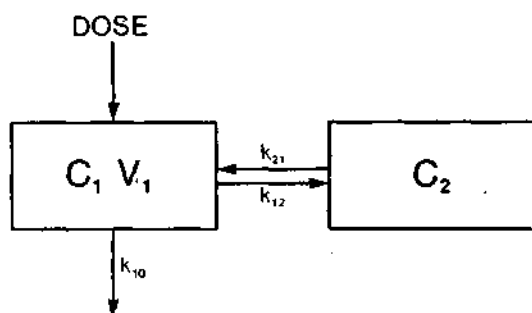 DOSE
C₁ V₁
k₂₁
k₁₂
C₂
k₁₀